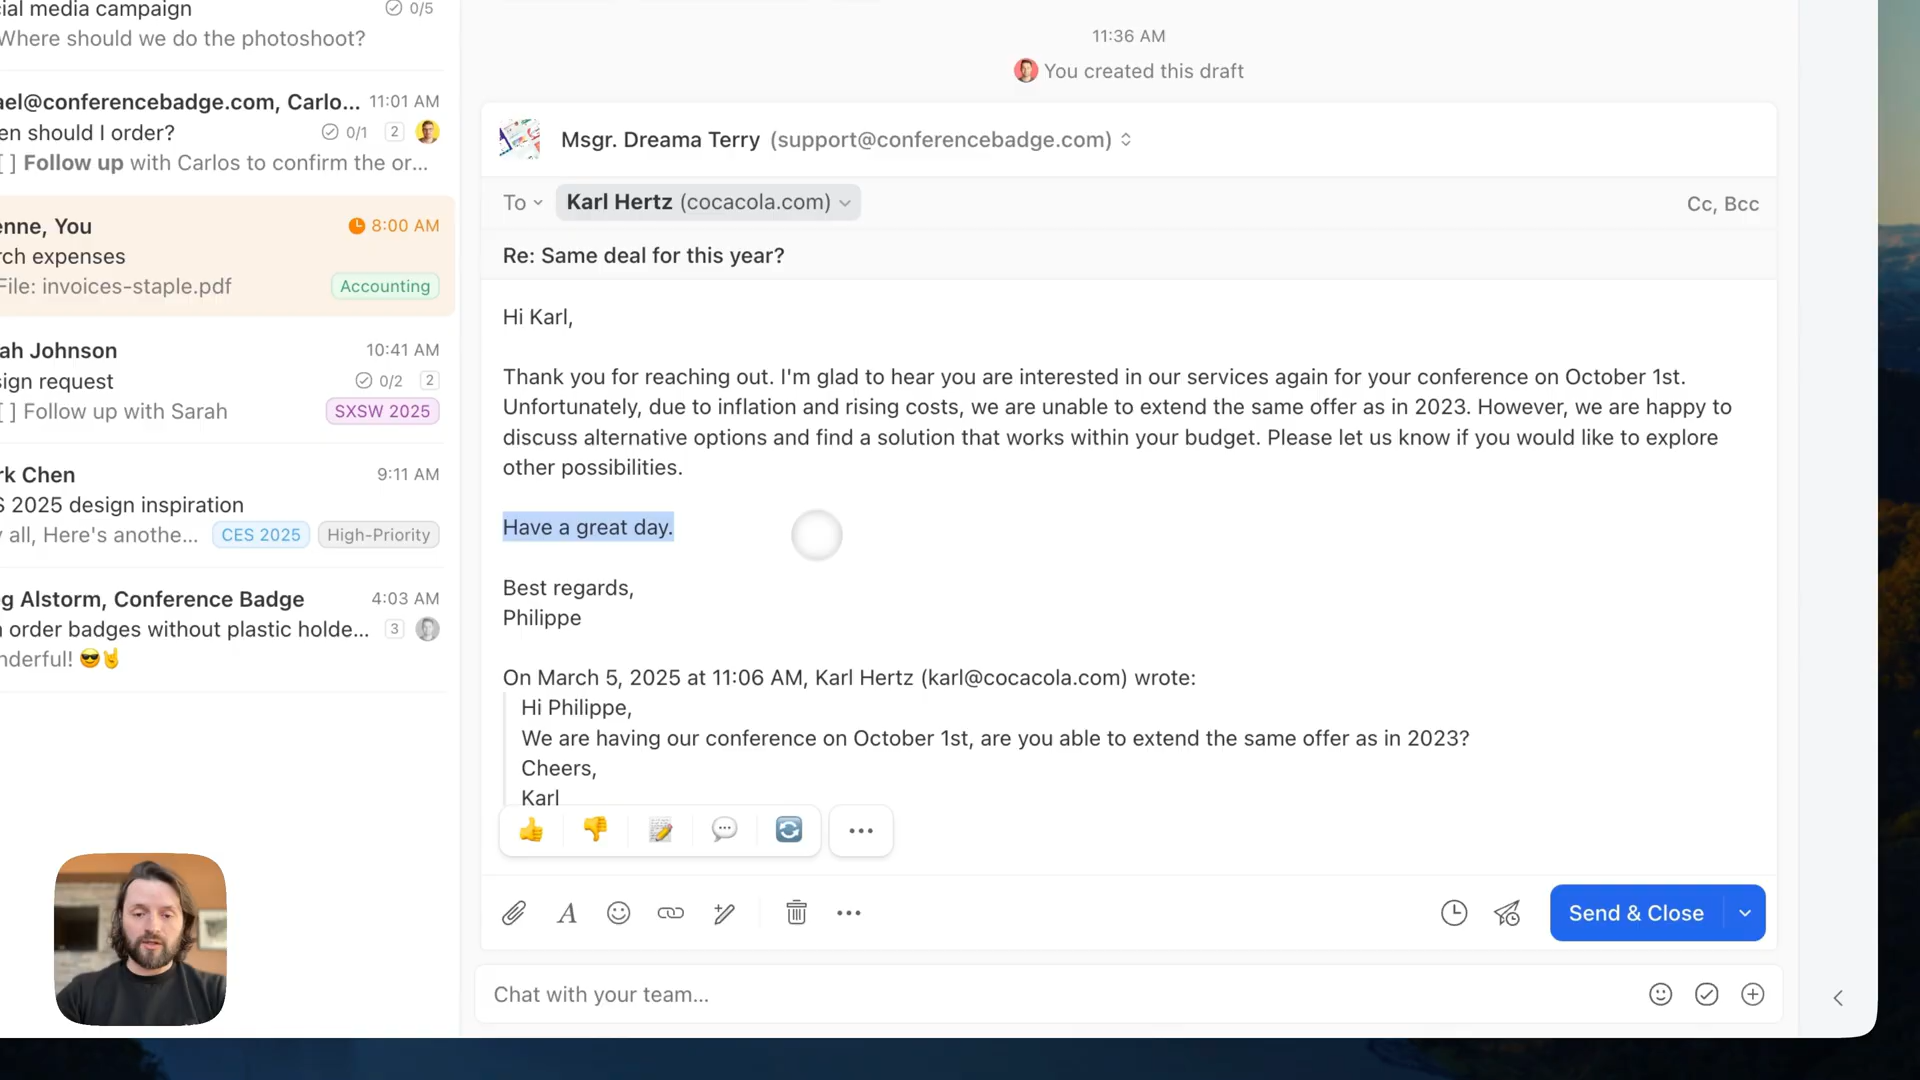 cial media campaign
0/5
Where should we do the photoshoot?
ael@conferencebadge.com, Carlo... 11:01 AM
en should I order?
0/1 2
[ ] Follow up with Carlos to confirm the or...
enne, You
8:00 AM
rch expenses
File: invoices-staple.pdf
Accounting
ah Johnson
10:41 AM
sign request
0/2 2
[ ] Follow up with Sarah
SXSW 2025
rk Chen
9:11 AM
S 2025 design inspiration
y all, Here's anothe...
CES 2025
High-Priority
g Alstorm, Conference Badge
4:03 AM
n order badges without plastic holde...
3
nderful! 😎🤘
11:36 AM
You created this draft
Msgr. Dreama Terry (support@conferencebadge.com)
To
Karl Hertz (cocacola.com)
Cc, Bcc
Re: Same deal for this year?
Hi Karl,
Thank you for reaching out. I'm glad to hear you are interested in our services again for your conference on October 1st.
Unfortunately, due to inflation and rising costs, we are unable to extend the same offer as in 2023. However, we are happy to
discuss alternative options and find a solution that works within your budget. Please let us know if you would like to explore
other possibilities.
Have a great day.
Best regards,
Philippe
On March 5, 2025 at 11:06 AM, Karl Hertz (karl@cocacola.com) wrote:
Hi Philippe,
We are having our conference on October 1st, are you able to extend the same offer as in 2023?
Cheers,
Karl
Send & Close
Chat with your team...